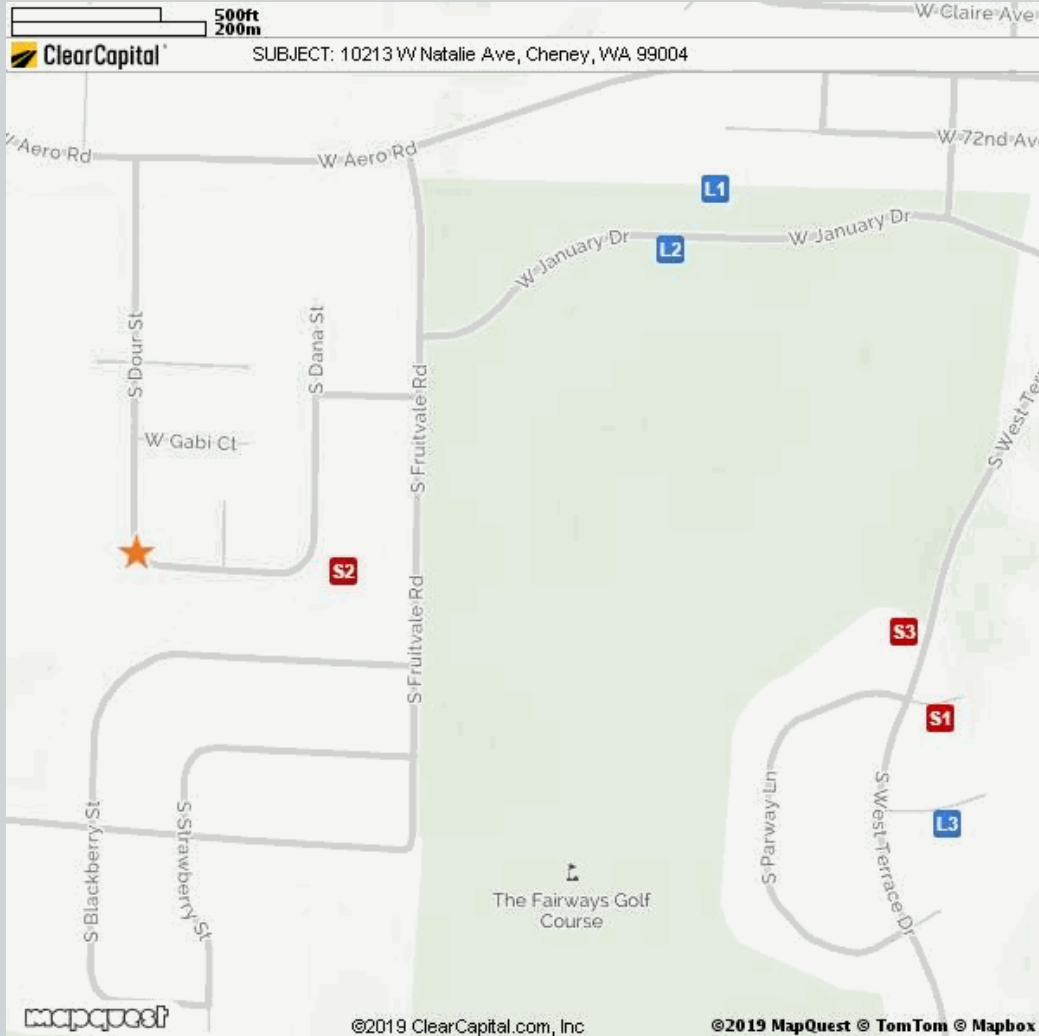 500ft
200m
W Claire Ave
ClearCapital
SUBJECT: 10213 W Natalie Ave, Cheney, WA 99004
W Aero Rd
W Aero Rd
W 72nd Av
L1
W January Dr
L2
W January Dr
S Dour St
S Dana St
S Fruitvale Rd
S West Ter
W Gabi Ct
S2
S Fruitvale Rd
S3
S1
S Parway Ln
S West Terrace Dr
L3
S Blackberry St
S Strawberry St
The Fairways Golf
Course
mapquest
©2019 ClearCapital.com, Inc
©2019 MapQuest © TomTom © Mapbox